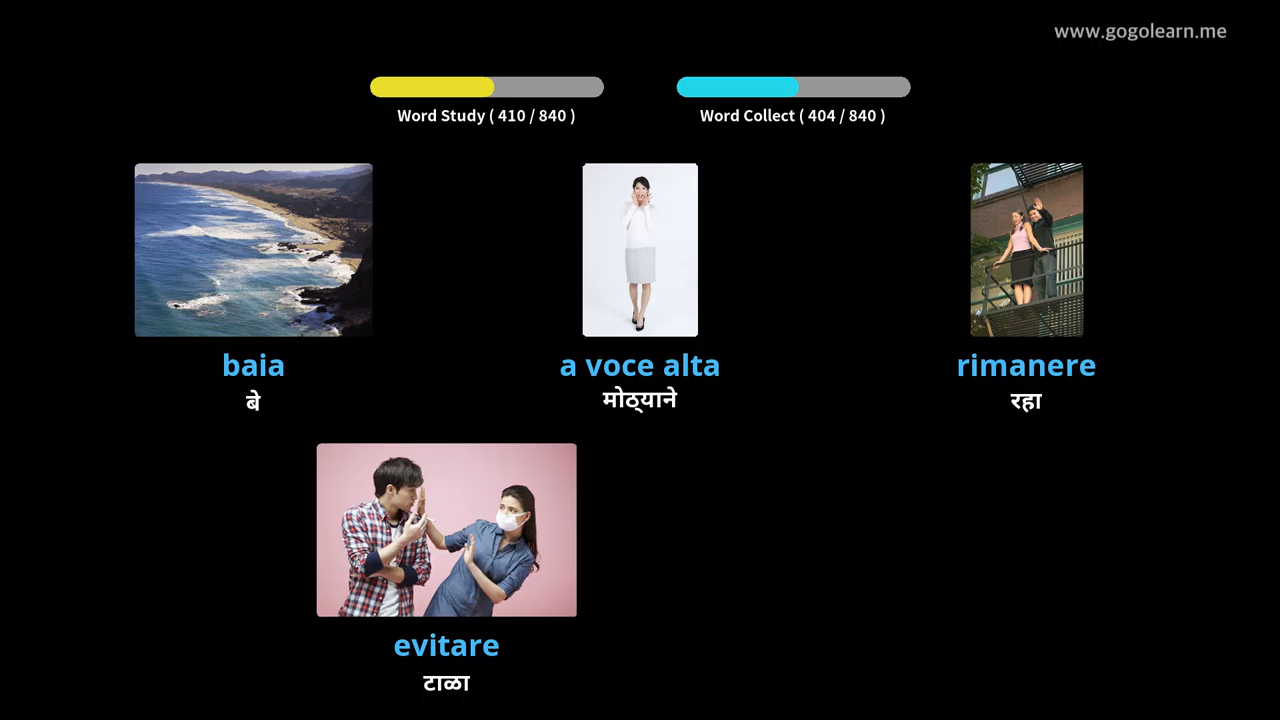 www.gogolearn.me
Word Study ( 410 / 840 )
Word Collect ( 404 / 840 )
baia
a voce alta
rimanere
बे
मोठ्याने
रहा
evitare
टाळा